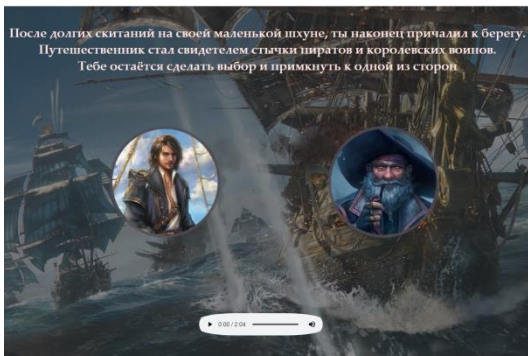 После долгих скитаний на своей маленькой шхуне, ты наконец причалил к берегу.
Путешественник стал свидетелем стычки пиратов и королевских воинов.
Тебе остаётся сделать выбор и примкнуть к одной из сторон
0:00 / 2:04